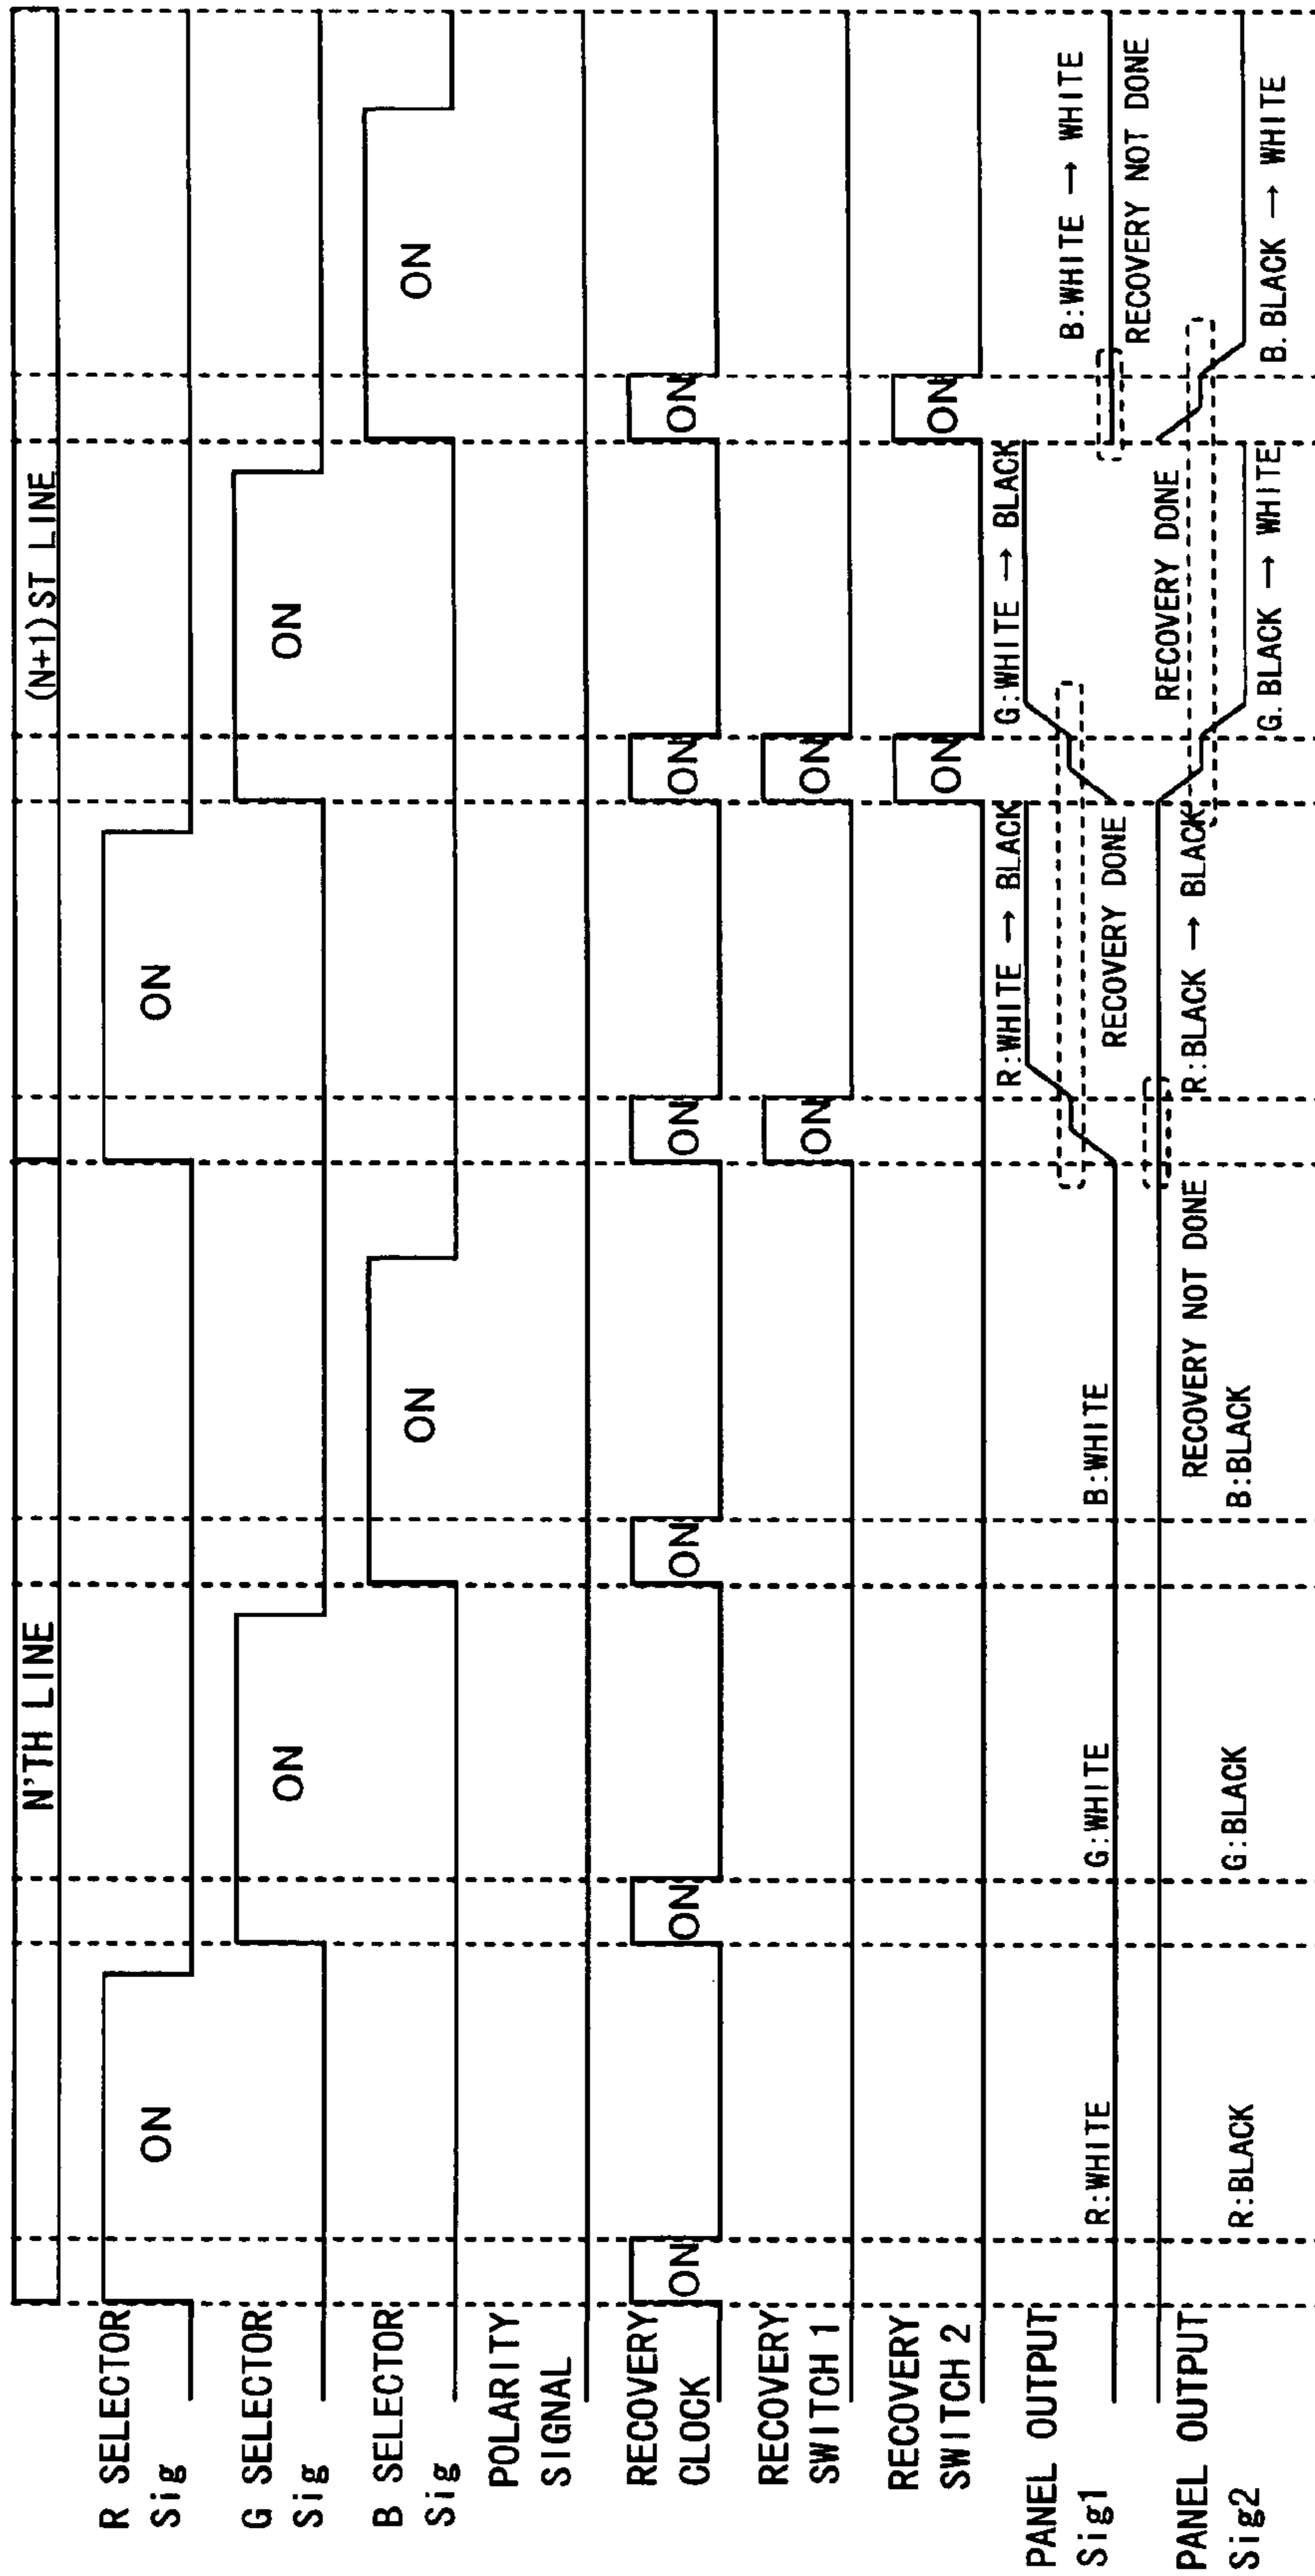 N'TH LINE
(N+1)ST LINE
R SELECTOR
Sig
ON
ON
G SELECTOR
Sig
ON
ON
B SELECTOR
Sig
ON
ON
POLARITY
SIGNAL
RECOVERY
CLOCK
ON
ON
ON
ON
ON
ON
RECOVERY
SWITCH 1
ON
ON
RECOVERY
SWITCH 2
ON
ON
PANEL OUTPUT
Sig1
R:WHITE
G:WHITE
B:WHITE
R:WHITE → BLACK
G:WHITE → BLACK
B:WHITE → WHITE
RECOVERY DONE
RECOVERY NOT DONE
PANEL OUTPUT
Sig2
RECOVERY DONE
RECOVERY NOT DONE
R:BLACK → BLACK
R:BLACK
G:BLACK
B:BLACK
G. BLACK → WHITE
B. BLACK → WHITE